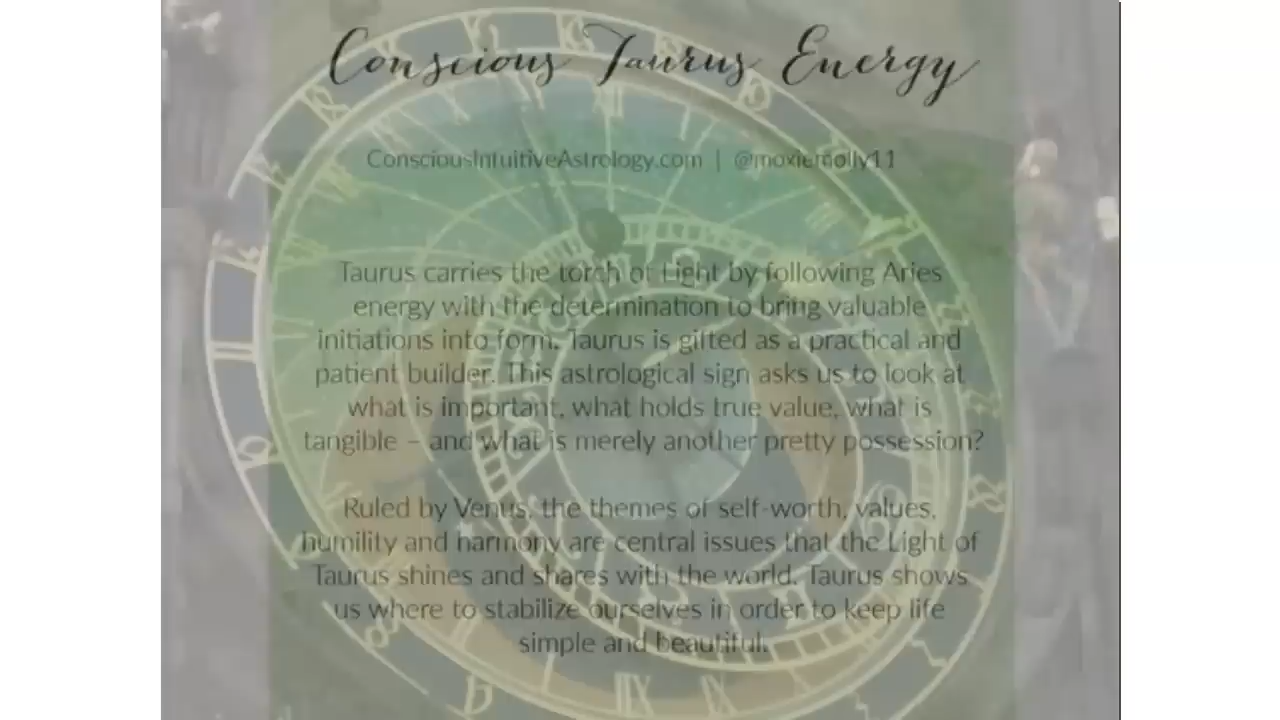 Conscious Taurus Energy
ConsciousIntuitiveAstrology.com | @moxiemolly11
Taurus carries the torch of Light by following Aries
energy with the determination to bring valuable
initiations into form. Taurus is gifted as a practical and
patient builder. This astrological sign asks us to look at
what is important, what holds true value, what is
tangible – and what is merely another pretty possession?
Ruled by Venus, the themes of self-worth, values,
humility and harmony are central issues that the Light of
Taurus shines and shares with the world. Taurus shows
us where to stabilize ourselves in order to keep life
simple and beautiful.